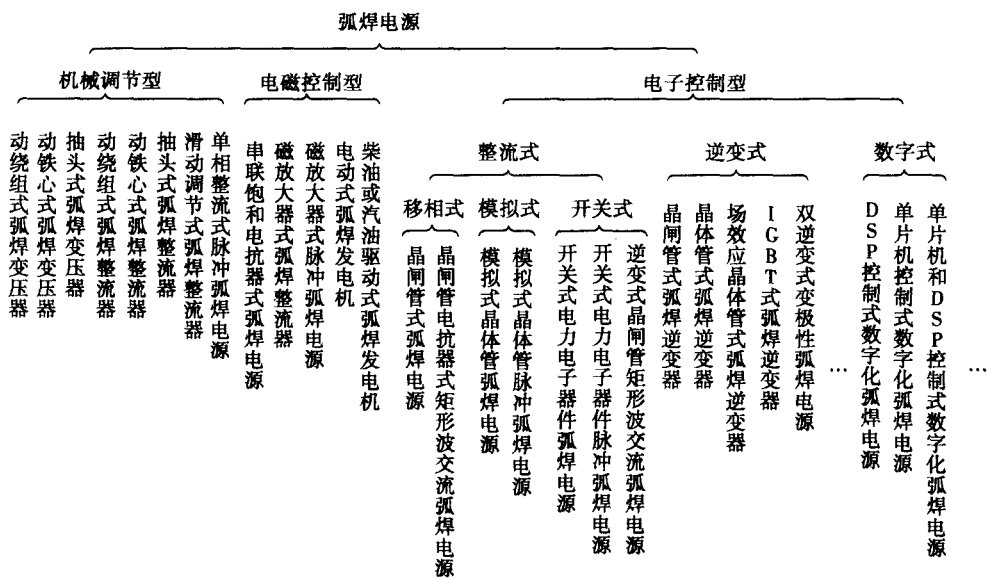 弧焊电源
机械调节型
电磁控制型
电子控制型
整流式
逆变式
数字式
移相式
模拟式
开关式
动绕组式弧焊变压器
动铁心式弧焊变压器
抽头式弧焊变压器
动绕组式弧焊整流器
动铁心式弧焊整流器
抽头式弧焊整流器
滑动调节式弧焊整流器
单相整流式脉冲弧焊电源
串联饱和电抗器式弧焊电源
磁放大器式弧焊整流器
磁放大器式脉冲弧焊电源
电动式弧焊发电机
柴油或汽油驱动式弧焊发电机
晶闸管式弧焊电源
晶闸管电抗器式矩形波交流弧焊电源
模拟式晶体管弧焊电源
模拟式晶体管脉冲弧焊电源
开关式电力电子器件弧焊电源
开关式电力电子器件脉冲弧焊电源
逆变式晶闸管矩形波交流弧焊电源
晶闸管式弧焊逆变器
晶体管式弧焊逆变器
场效应晶体管式弧焊逆变器
IGBT式弧焊逆变器
双逆变式变极性弧焊电源
…
DSP控制式数字化弧焊电源
单片机控制式数字化弧焊电源
单片机和DSP控制式数字化弧焊电源
…